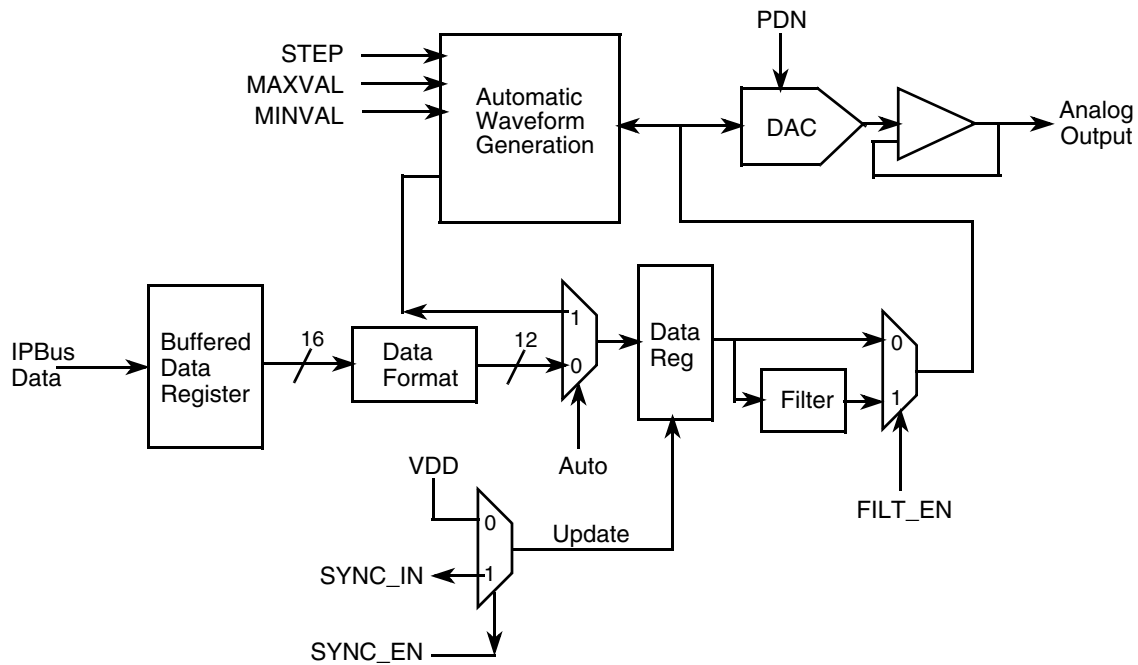 PDN
STEP
MAXVAL
MINVAL
Automatic
Waveform
Generation
DAC
Analog
Output
IPBus
Data
Buffered
Data
Register
16
Data
Format
12
1
0
Data
Reg
0
1
Filter
Auto
FILT_EN
VDD
0
1
Update
SYNC_IN
SYNC_EN